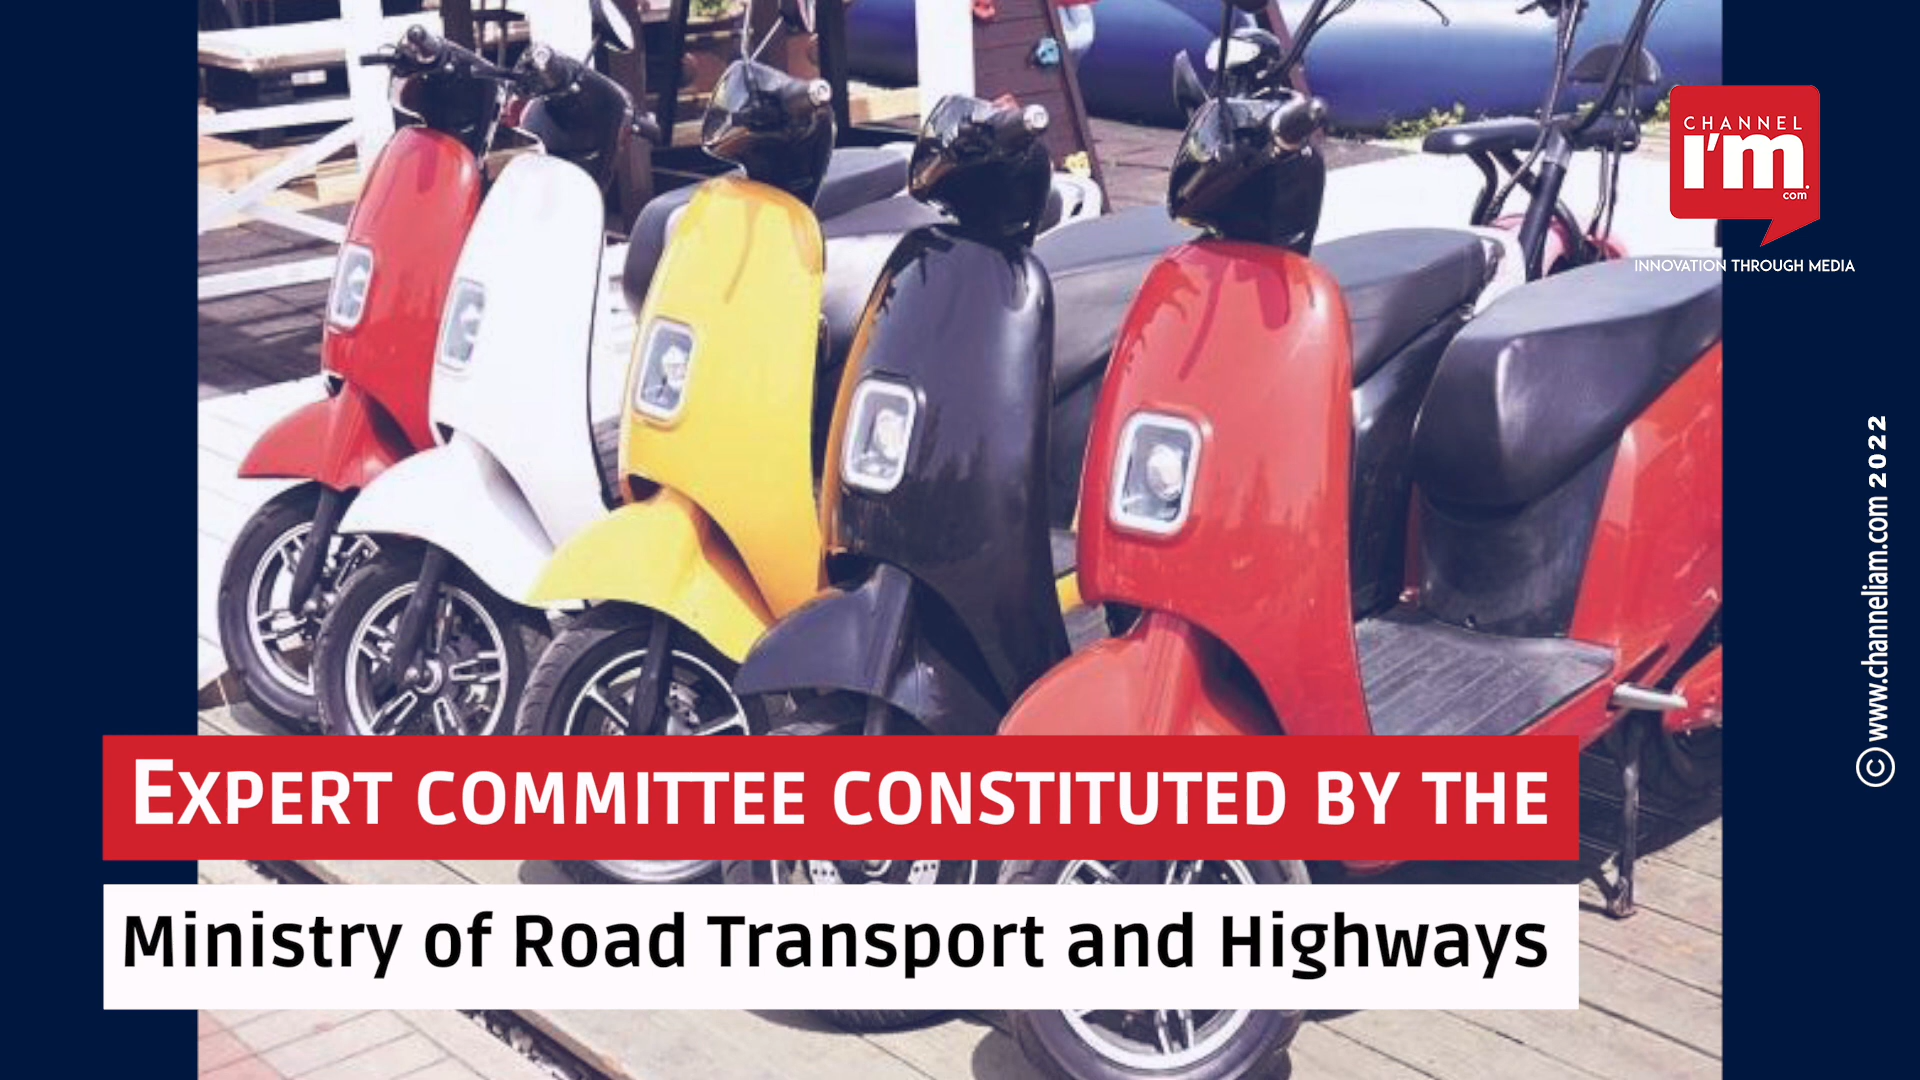 CHANNEL
I'm
.com
INNOVATION THROUGH MEDIA
© www.channeliam.com 2022
EXPERT COMMITTEE CONSTITUTED BY THE
Ministry of Road Transport and Highways